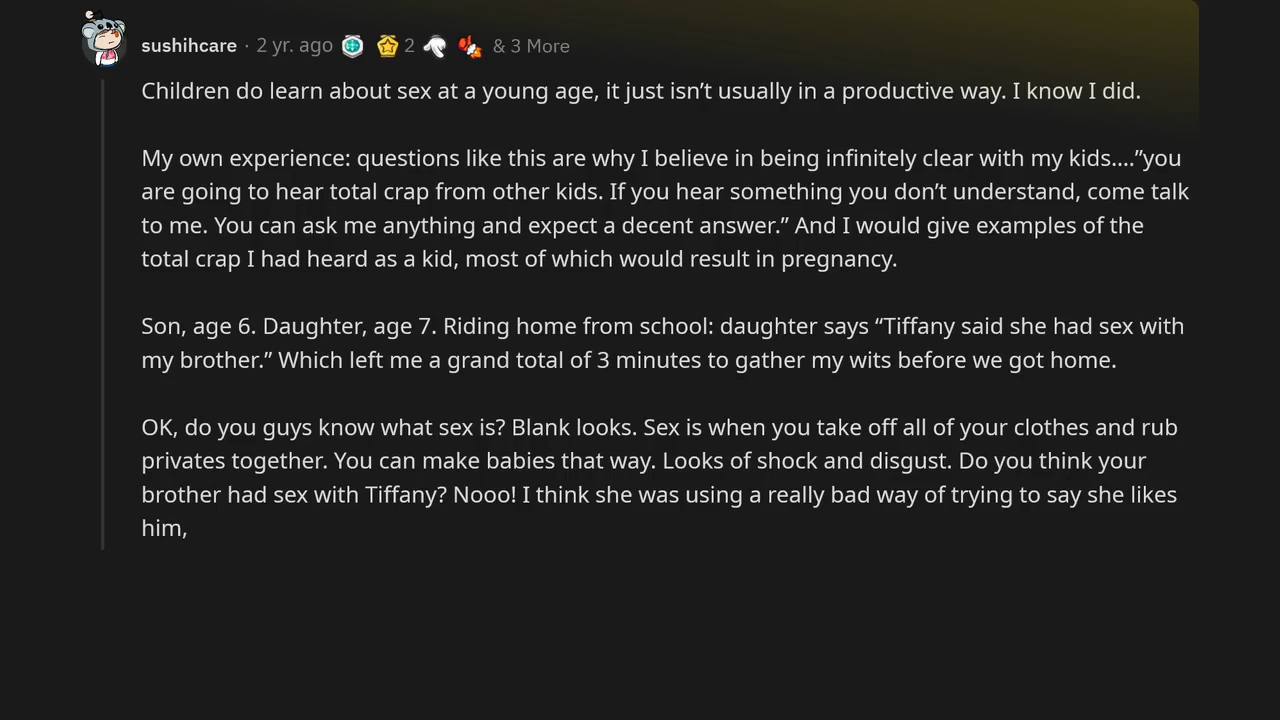 sushihcare · 2 yr. ago 2 & 3 More
Children do learn about sex at a young age, it just isn’t usually in a productive way. I know I did.
My own experience: questions like this are why I believe in being infinitely clear with my kids....”you
are going to hear total crap from other kids. If you hear something you don’t understand, come talk
to me. You can ask me anything and expect a decent answer.” And I would give examples of the
total crap I had heard as a kid, most of which would result in pregnancy.
Son, age 6. Daughter, age 7. Riding home from school: daughter says “Tiffany said she had sex with
my brother.” Which left me a grand total of 3 minutes to gather my wits before we got home.
OK, do you guys know what sex is? Blank looks. Sex is when you take off all of your clothes and rub
privates together. You can make babies that way. Looks of shock and disgust. Do you think your
brother had sex with Tiffany? Nooo! I think she was using a really bad way of trying to say she likes
him,